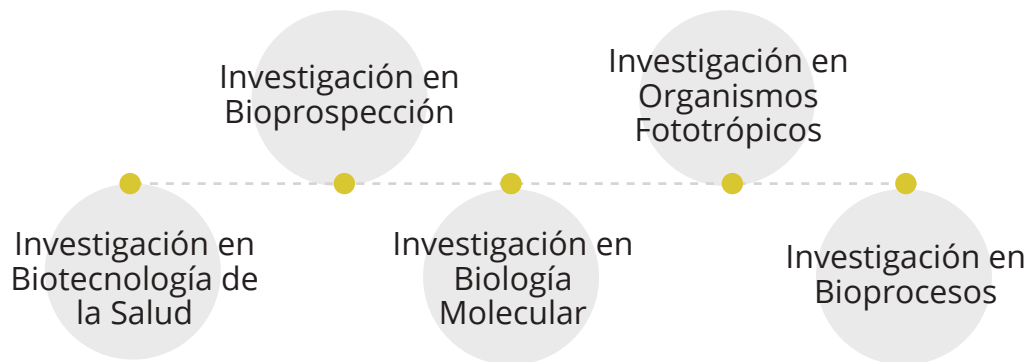 Investigación en
Bioprospección
Investigación en
Organismos
Fototrópicos
Investigación en
Biotecnología de
la Salud
Investigación en
Biología
Molecular
Investigación en
Bioprocesos